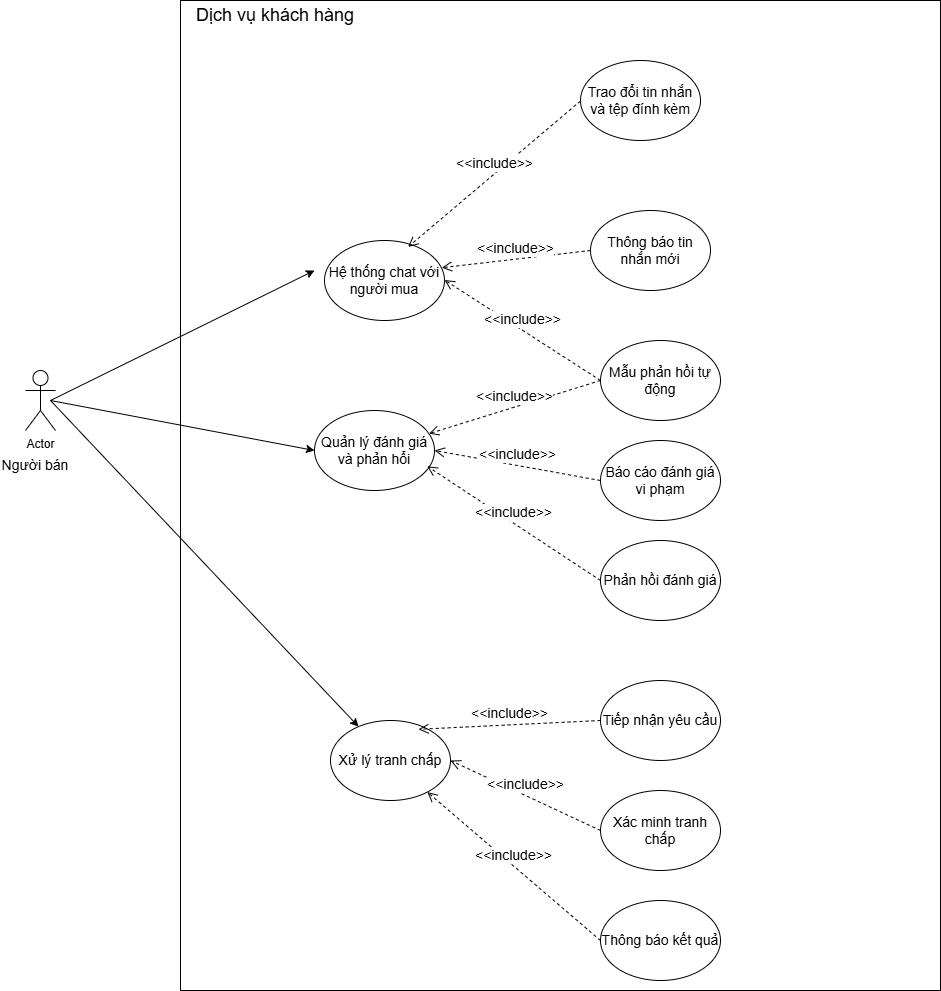 Dịch vụ khách hàng
Trao đổi tin nhắn
và tệp đính kèm
<<include>>
Thông báo tin
nhắn mới
<<include>>
Hệ thống chat với
người mua
<<include>>
Mẫu phản hồi tự
động
<<include>>
Actor
Người bán
Quản lý đánh giá
và phản hồi
<<include>>
Báo cáo đánh giá
vi phạm
<<include>>
Phản hồi đánh giá
<<include>>
Tiếp nhận yêu cầu
Xử lý tranh chấp
<<include>>
Xác minh tranh
chấp
<<include>>
Thông báo kết quả